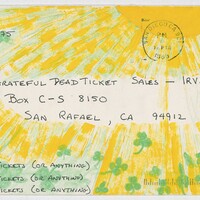 75
GRATEFUL DEAD TICKET SALES — IRV
BOX C-S 8150
SAN RAFAEL, CA 94912
TICKETS (OR ANYTHING)
TICKETS (OR ANYTHING)
TICKETS (OR ANYTHING)